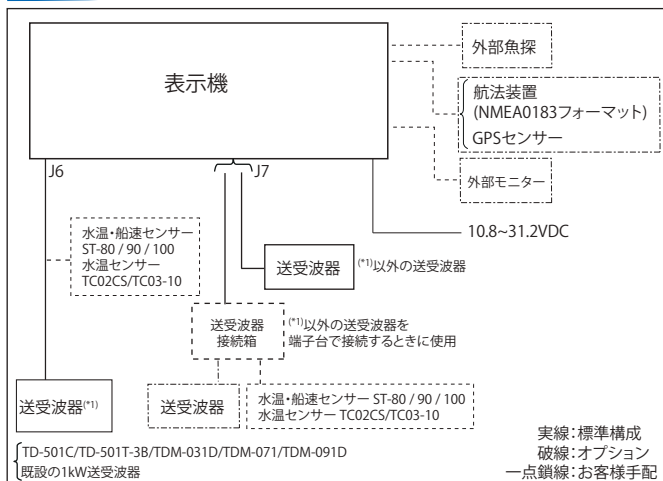 表示機
外部魚探
航法装置
(NMEA0183フォーマット)
GPSセンサー
外部モニター
J6
J7
10.8~31.2VDC
水温・船速センサー
ST-80 / 90 / 100
水温センサー
TC02CS/TC03-10
送受波器
(*1)以外の送受波器
送受波器
接続箱
(*1)以外の送受波器を
端子台で接続するときに使用
送受波器(*1)
送受波器
水温・船速センサー ST-80 / 90 / 100
水温センサー TC02CS/TC03-10
TD-501C/TD-501T-3B/TDM-031D/TDM-071/TDM-091D
既設の1kW送受波器
実線:標準構成
破線:オプション
一点鎖線:お客様手配